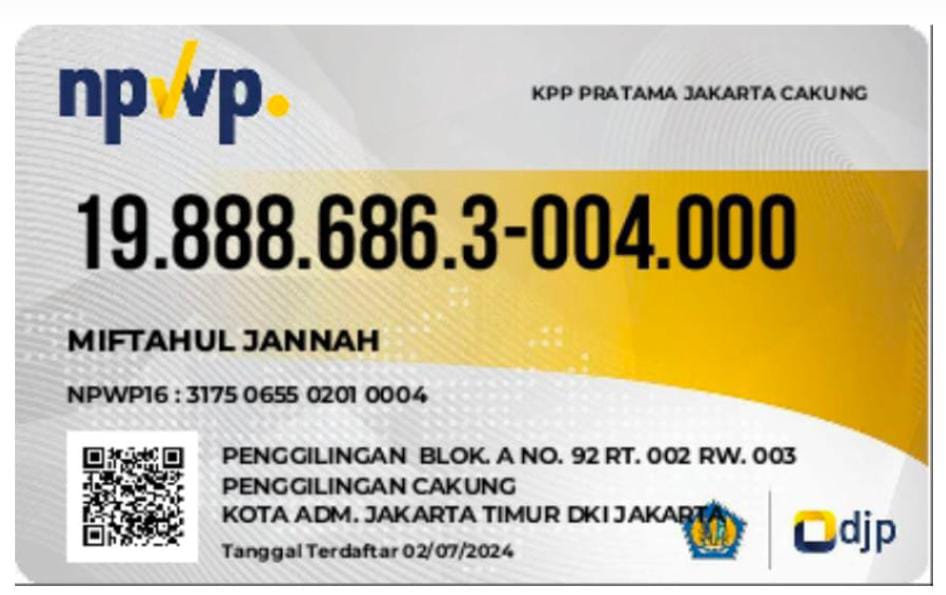 npwp.
KPP PRATAMA JAKARTA CAKUNG
19.888.686.3-004.000
MIFTAHUL JANNAH
NPWP16 : 3175 0655 0201 0004
PENGGILINGAN BLOK. A NO. 92 RT. 002 RW. 003
PENGGILINGAN CAKUNG
KOTA ADM. JAKARTA TIMUR DKI JAKARTA
Tanggal Terdaftar 02/07/2024
djp